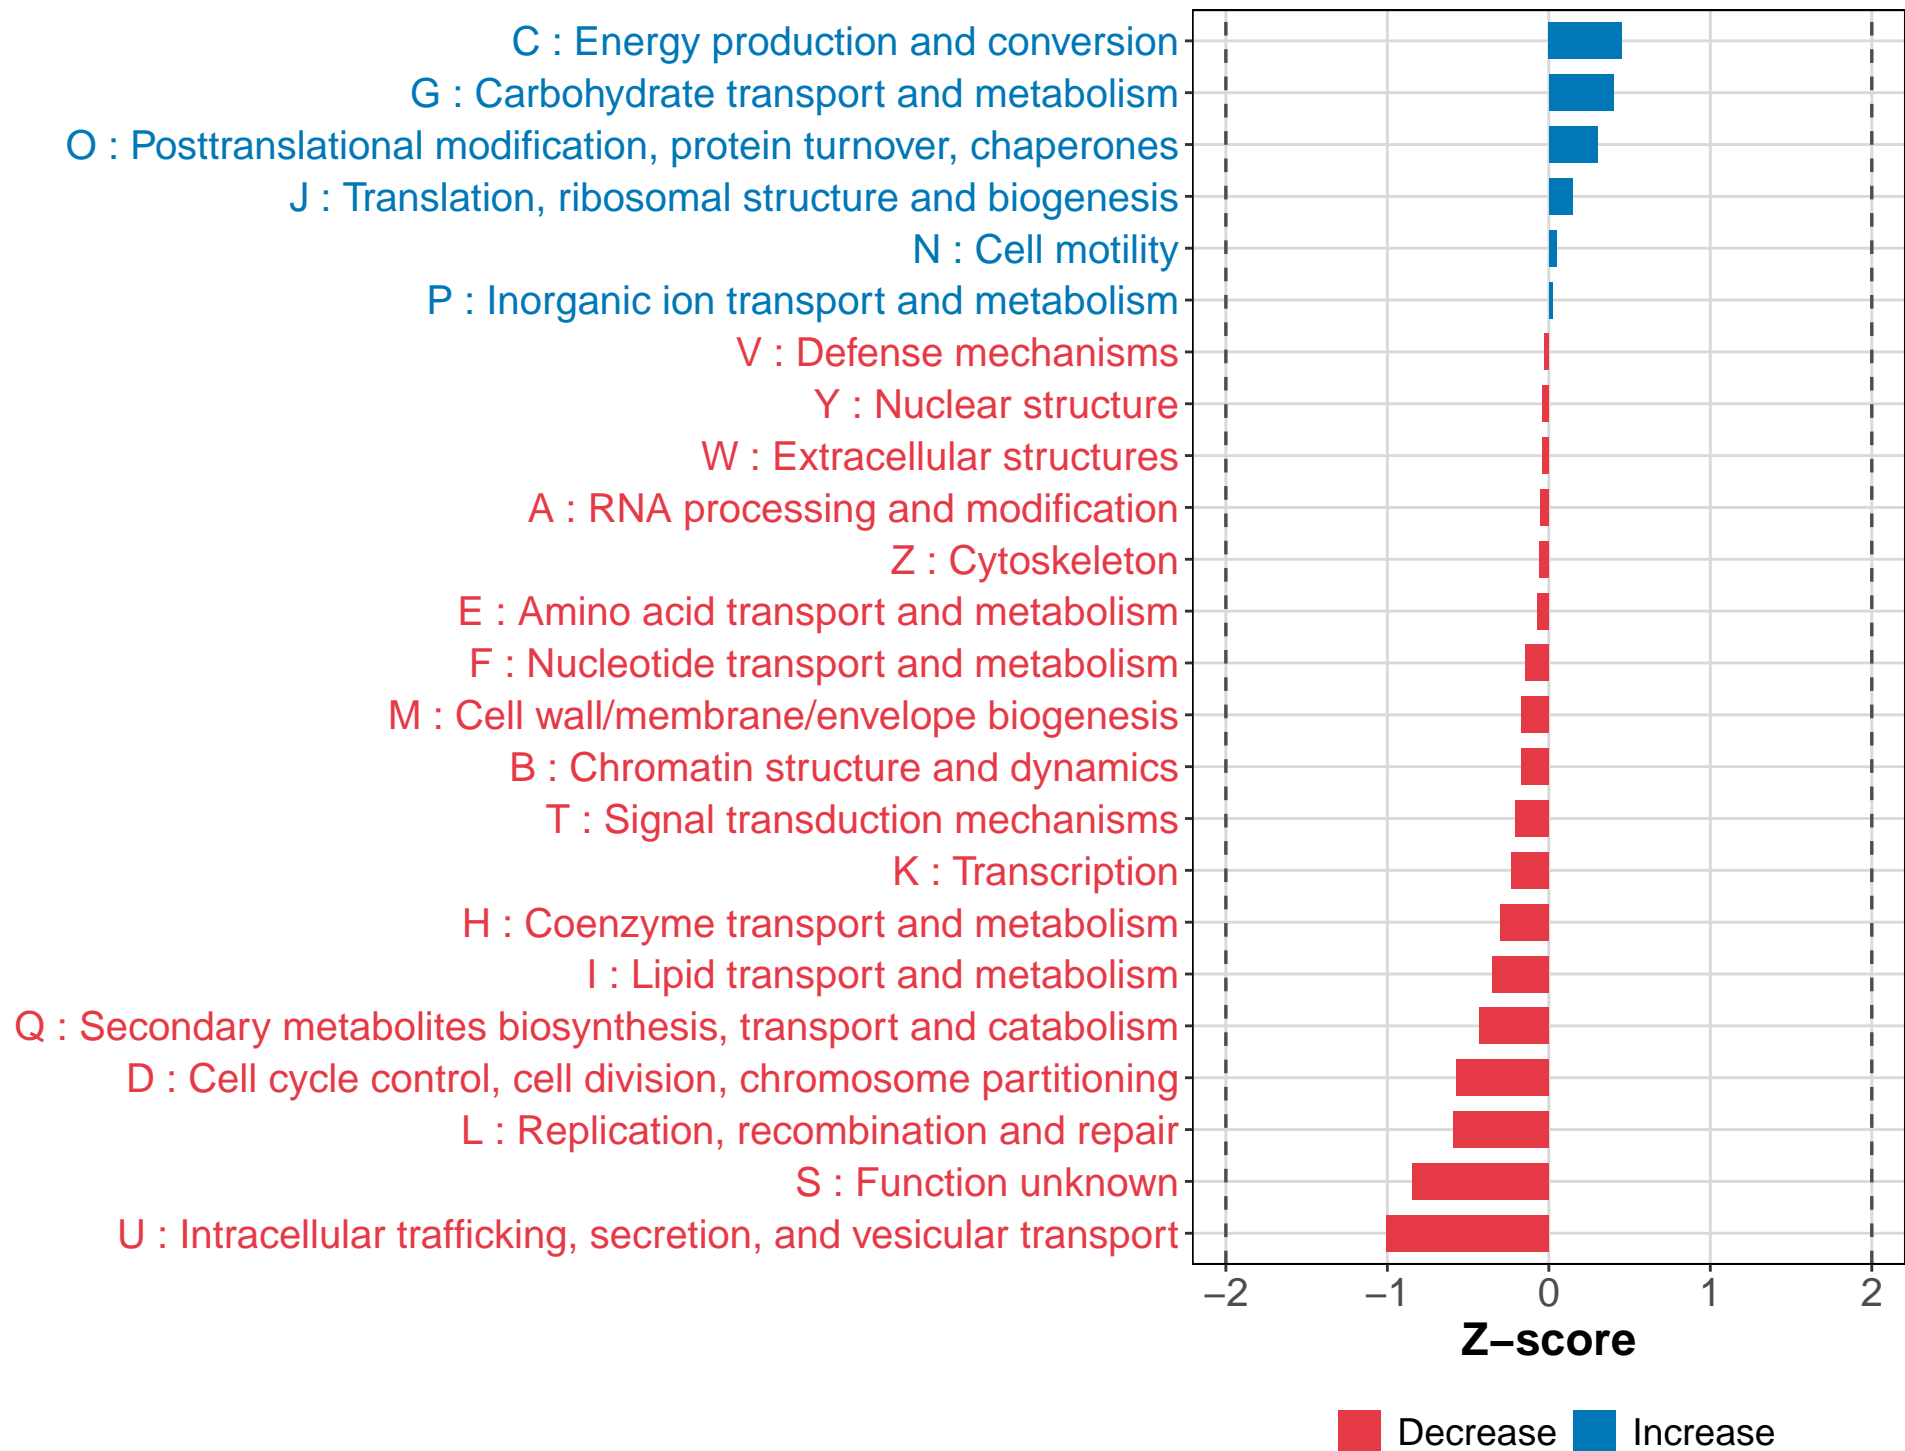 C : Energy production and conversion
G : Carbohydrate transport and metabolism
O : Posttranslational modification, protein turnover, chaperones
J : Translation, ribosomal structure and biogenesis
N : Cell motility
P : Inorganic ion transport and metabolism
V : Defense mechanisms
Y : Nuclear structure
W : Extracellular structures
A : RNA processing and modification
Z : Cytoskeleton
E : Amino acid transport and metabolism
F : Nucleotide transport and metabolism
M : Cell wall/membrane/envelope biogenesis
B : Chromatin structure and dynamics
T : Signal transduction mechanisms
K : Transcription
H : Coenzyme transport and metabolism
I : Lipid transport and metabolism
Q : Secondary metabolites biosynthesis, transport and catabolism
D : Cell cycle control, cell division, chromosome partitioning
L : Replication, recombination and repair
S : Function unknown
U : Intracellular trafficking, secretion, and vesicular transport
−2 −1 0 1 2
Z−score
Decrease Increase